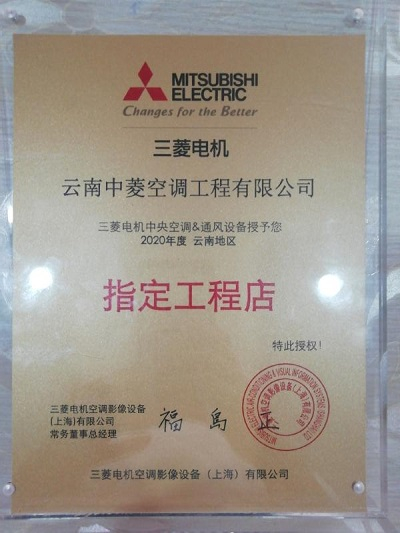 MITSUBISHI
ELECTRIC
Changes for the Better
三菱电机
云南中菱空调工程有限公司
三菱电机中央空调&通风设备授予您
2020年度 云南地区
指定工程店
特此授权！
三菱电机空调影像设备
(上海)有限公司
常务董事总经理
福 島 正
三菱电机空调影像设备（上海）有限公司